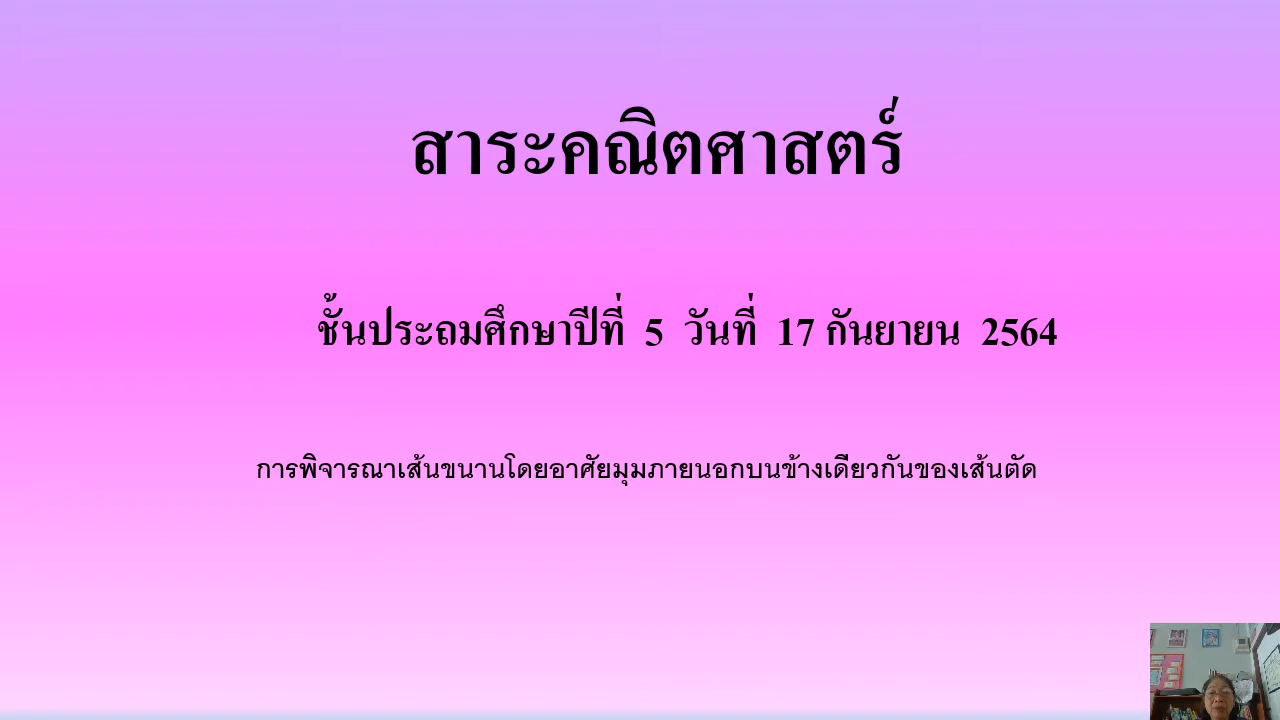 สาระคณิตศาสตร์
ชั้นประถมศึกษาปีที่ 5 วันที่ 17 กันยายน 2564
การพิจารณาเส้นขนานโดยอาศัยมุมภายนอกบนข้างเดียวกันของเส้นตัด